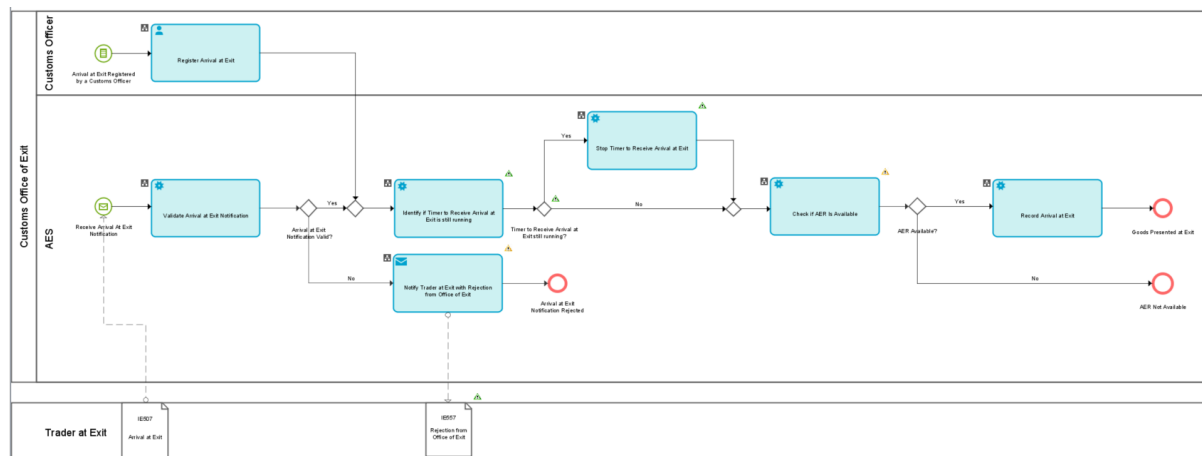 Customs Office of Exit
Customs Officer
Arrival at Exit Registered
by a Customs Officer
Register Arrival at Exit
AES
Receive Arrival At Exit
Notification
Validate Arrival at Exit Notification
Arrival at Exit
Notification Valid?
Yes
No
Identify if Timer to Receive Arrival at
Exit is still running
Timer to Receive Arrival at
Exit still running?
Yes
No
Stop Timer to Receive Arrival at Exit
Notify Trader at Exit with Rejection
from Office of Exit
Arrival at Exit
Notification Rejected
Check if AER Is Available
AER Available?
Yes
No
Record Arrival at Exit
Goods Presented at Exit
AER Not Available
Trader at Exit
IE507
Arrival at Exit
IE557
Rejection from
Office of Exit